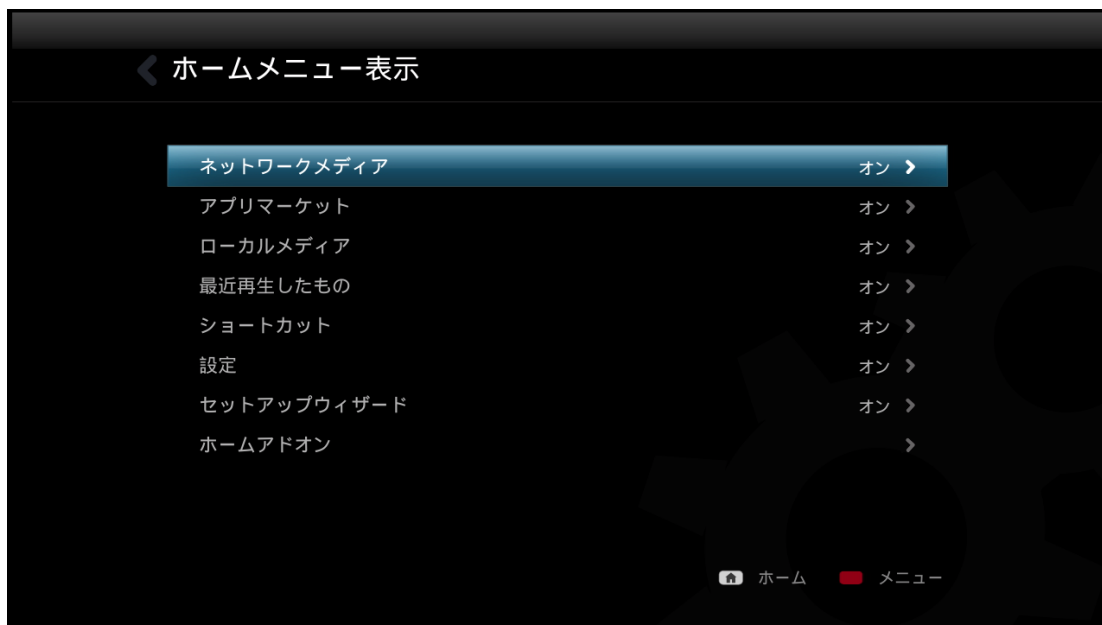 ホームメニュー表示
ネットワークメディア オン
アプリマーケット オン
ローカルメディア オン
最近再生したもの オン
ショートカット オン
設定 オン
セットアップウィザード オン
ホームアドオン
ホーム メニュー